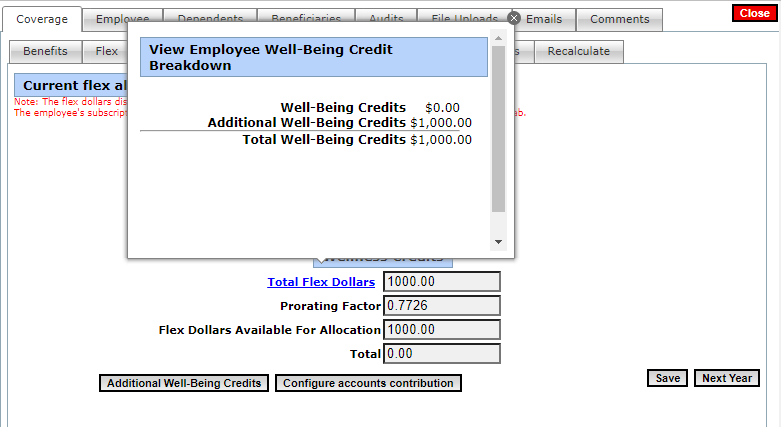 Coverage Employee Dependents Beneficiaries Audits File Uploads Emails Comments Close
Benefits Flex Recalculate
View Employee Well-Being Credit
Breakdown
Current flex al
Note: The flex dollars dis
The employee's subscript ab.
Well-Being Credits $0.00
Additional Well-Being Credits $1,000.00
Total Well-Being Credits $1,000.00
Wellness Credits
Total Flex Dollars 1000.00
Prorating Factor 0.7726
Flex Dollars Available For Allocation 1000.00
Total 0.00
Additional Well-Being Credits Configure accounts contribution Save Next Year